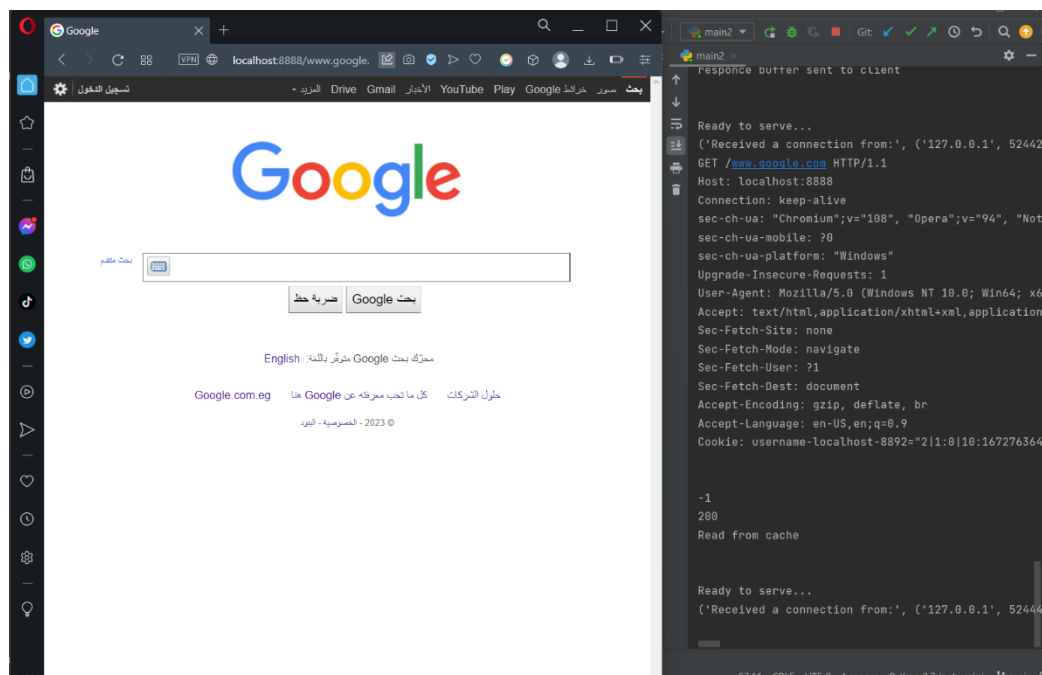 Google
VPN
localhost:8888/www.google.
بحث صور خرائط Google Play YouTube الأخبار Gmail Drive المزيد
تسجيل الدخول
Google
بحث متقدم
بحث Google
ضربة حظ
محرّك بحث Google متوفّر باللغة: English
حلول الشركات كل ما تحب معرفته عن Google هنا Google.com.eg
© 2023 - الخصوصية - البنود
main2
Git:
main2
responce buffer sent to client
Ready to serve...
('Received a connection from:', ('127.0.0.1', 52442
GET /www.google.com HTTP/1.1
Host: localhost:8888
Connection: keep-alive
sec-ch-ua: "Chromium";v="108", "Opera";v="94", "Not
sec-ch-ua-mobile: ?0
sec-ch-ua-platform: "Windows"
Upgrade-Insecure-Requests: 1
User-Agent: Mozilla/5.0 (Windows NT 10.0; Win64; x6
Accept: text/html,application/xhtml+xml,application
Sec-Fetch-Site: none
Sec-Fetch-Mode: navigate
Sec-Fetch-User: ?1
Sec-Fetch-Dest: document
Accept-Encoding: gzip, deflate, br
Accept-Language: en-US,en;q=0.9
Cookie: username-localhost-8892="2|1:0|10:167276364
-1
200
Read from cache
Ready to serve...
('Received a connection from:', ('127.0.0.1', 52444